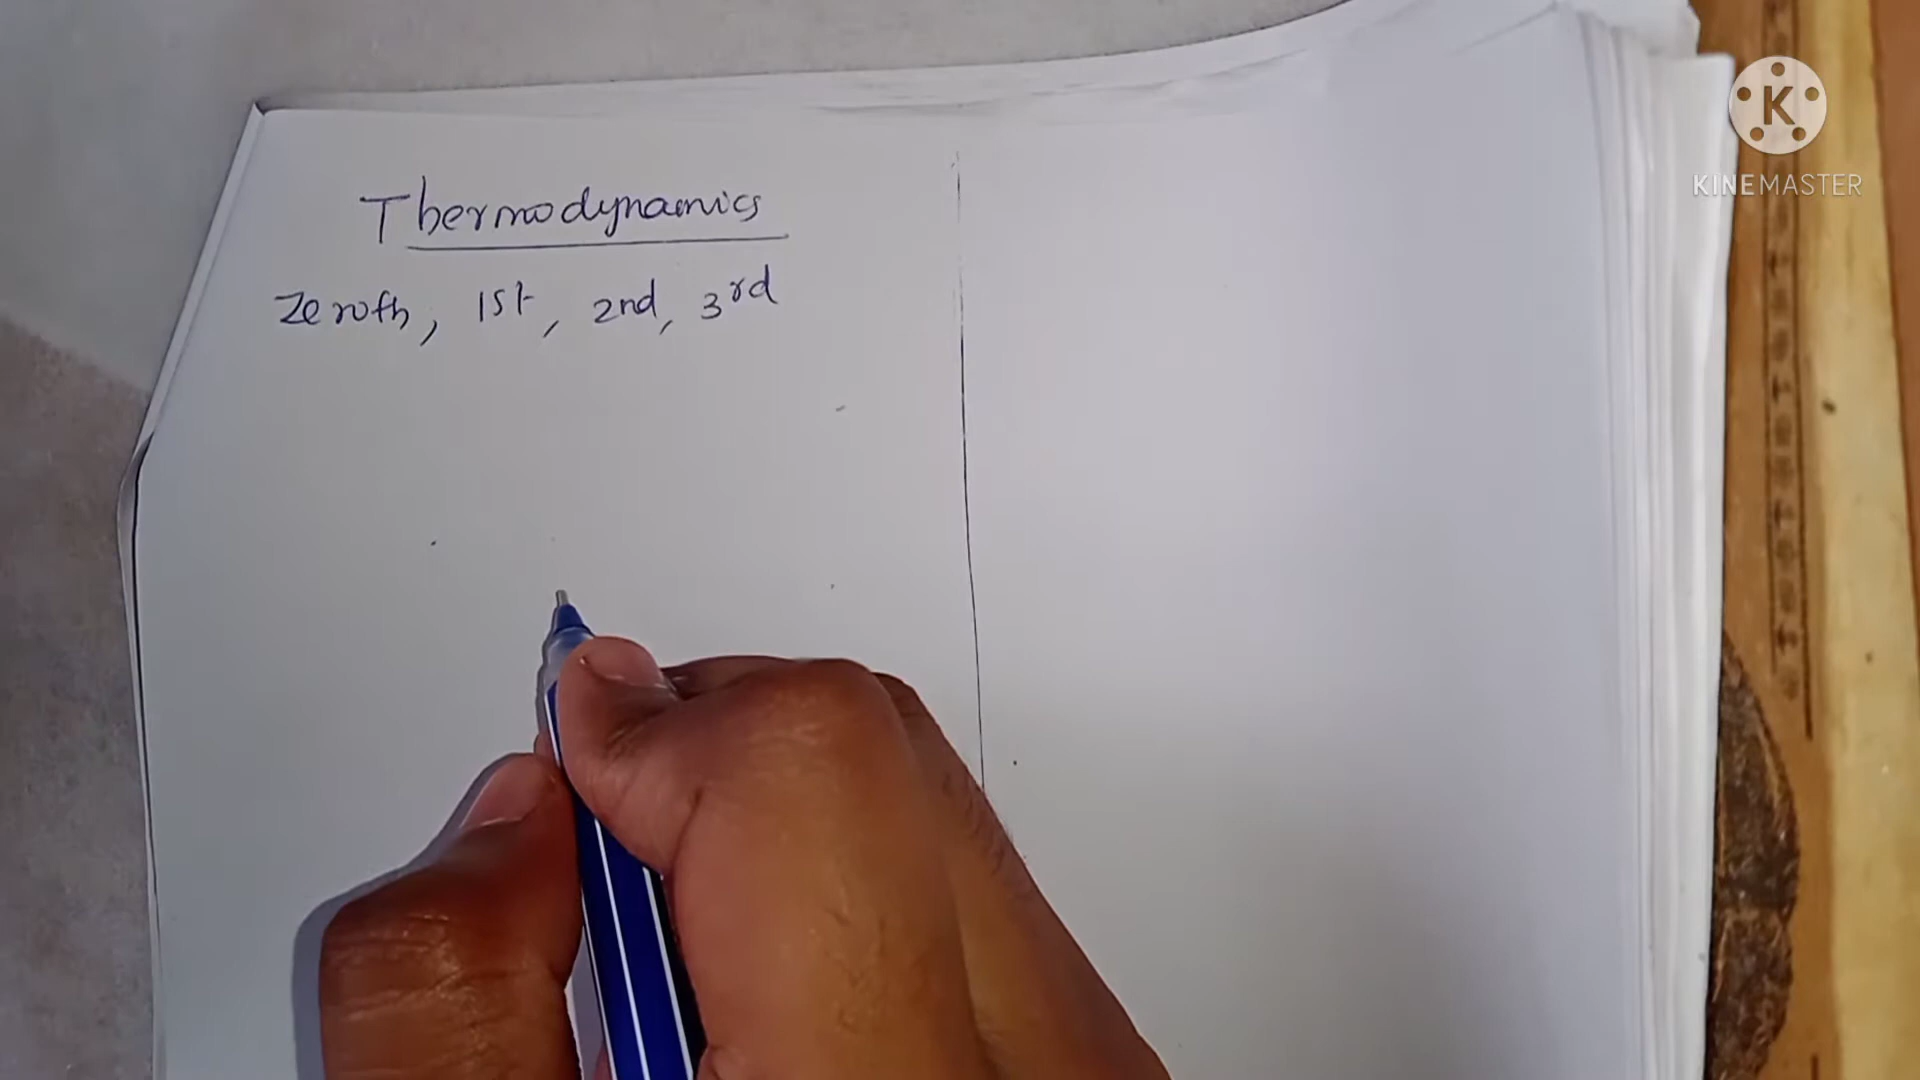 Thermodynamics
Zeroth, 1st, 2nd, 3rd
K
KINEMASTER